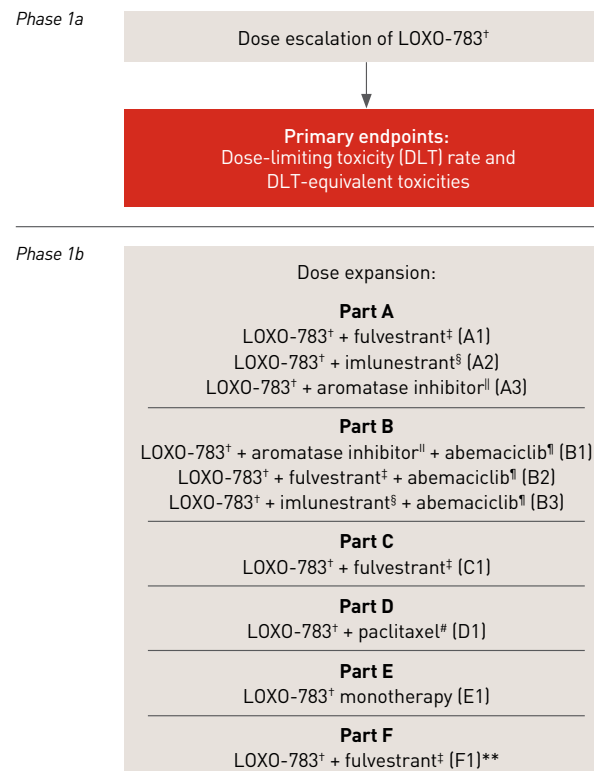 Phase 1a
Dose escalation of LOXO-783†
Primary endpoints:
Dose-limiting toxicity (DLT) rate and
DLT-equivalent toxicities
Phase 1b
Dose expansion:
Part A
LOXO-783† + fulvestrant‡ (A1)
LOXO-783† + imlunestrant§ (A2)
LOXO-783† + aromatase inhibitor‖ (A3)
Part B
LOXO-783† + aromatase inhibitor‖ + abemaciclib¶ (B1)
LOXO-783† + fulvestrant‡ + abemaciclib¶ (B2)
LOXO-783† + imlunestrant§ + abemaciclib¶ (B3)
Part C
LOXO-783† + fulvestrant‡ (C1)
Part D
LOXO-783† + paclitaxel# (D1)
Part E
LOXO-783† monotherapy (E1)
Part F
LOXO-783† + fulvestrant‡ (F1)**